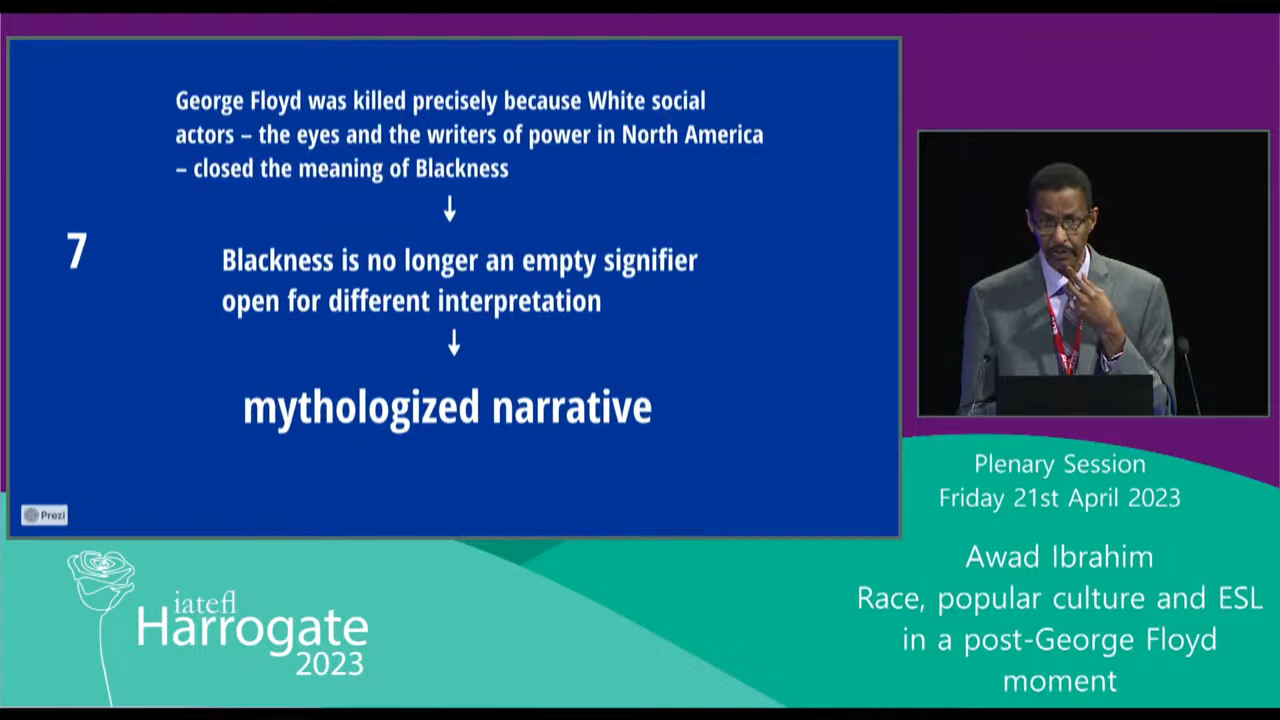 George Floyd was killed precisely because White social
actors – the eyes and the writers of power in North America
– closed the meaning of Blackness
↓
7
Blackness is no longer an empty signifier
open for different interpretation
↓
mythologized narrative
Prezi
Plenary Session
Friday 21st April 2023
Awad Ibrahim
Race, popular culture and ESL
in a post-George Floyd
moment
iatefl
Harrogate
2023